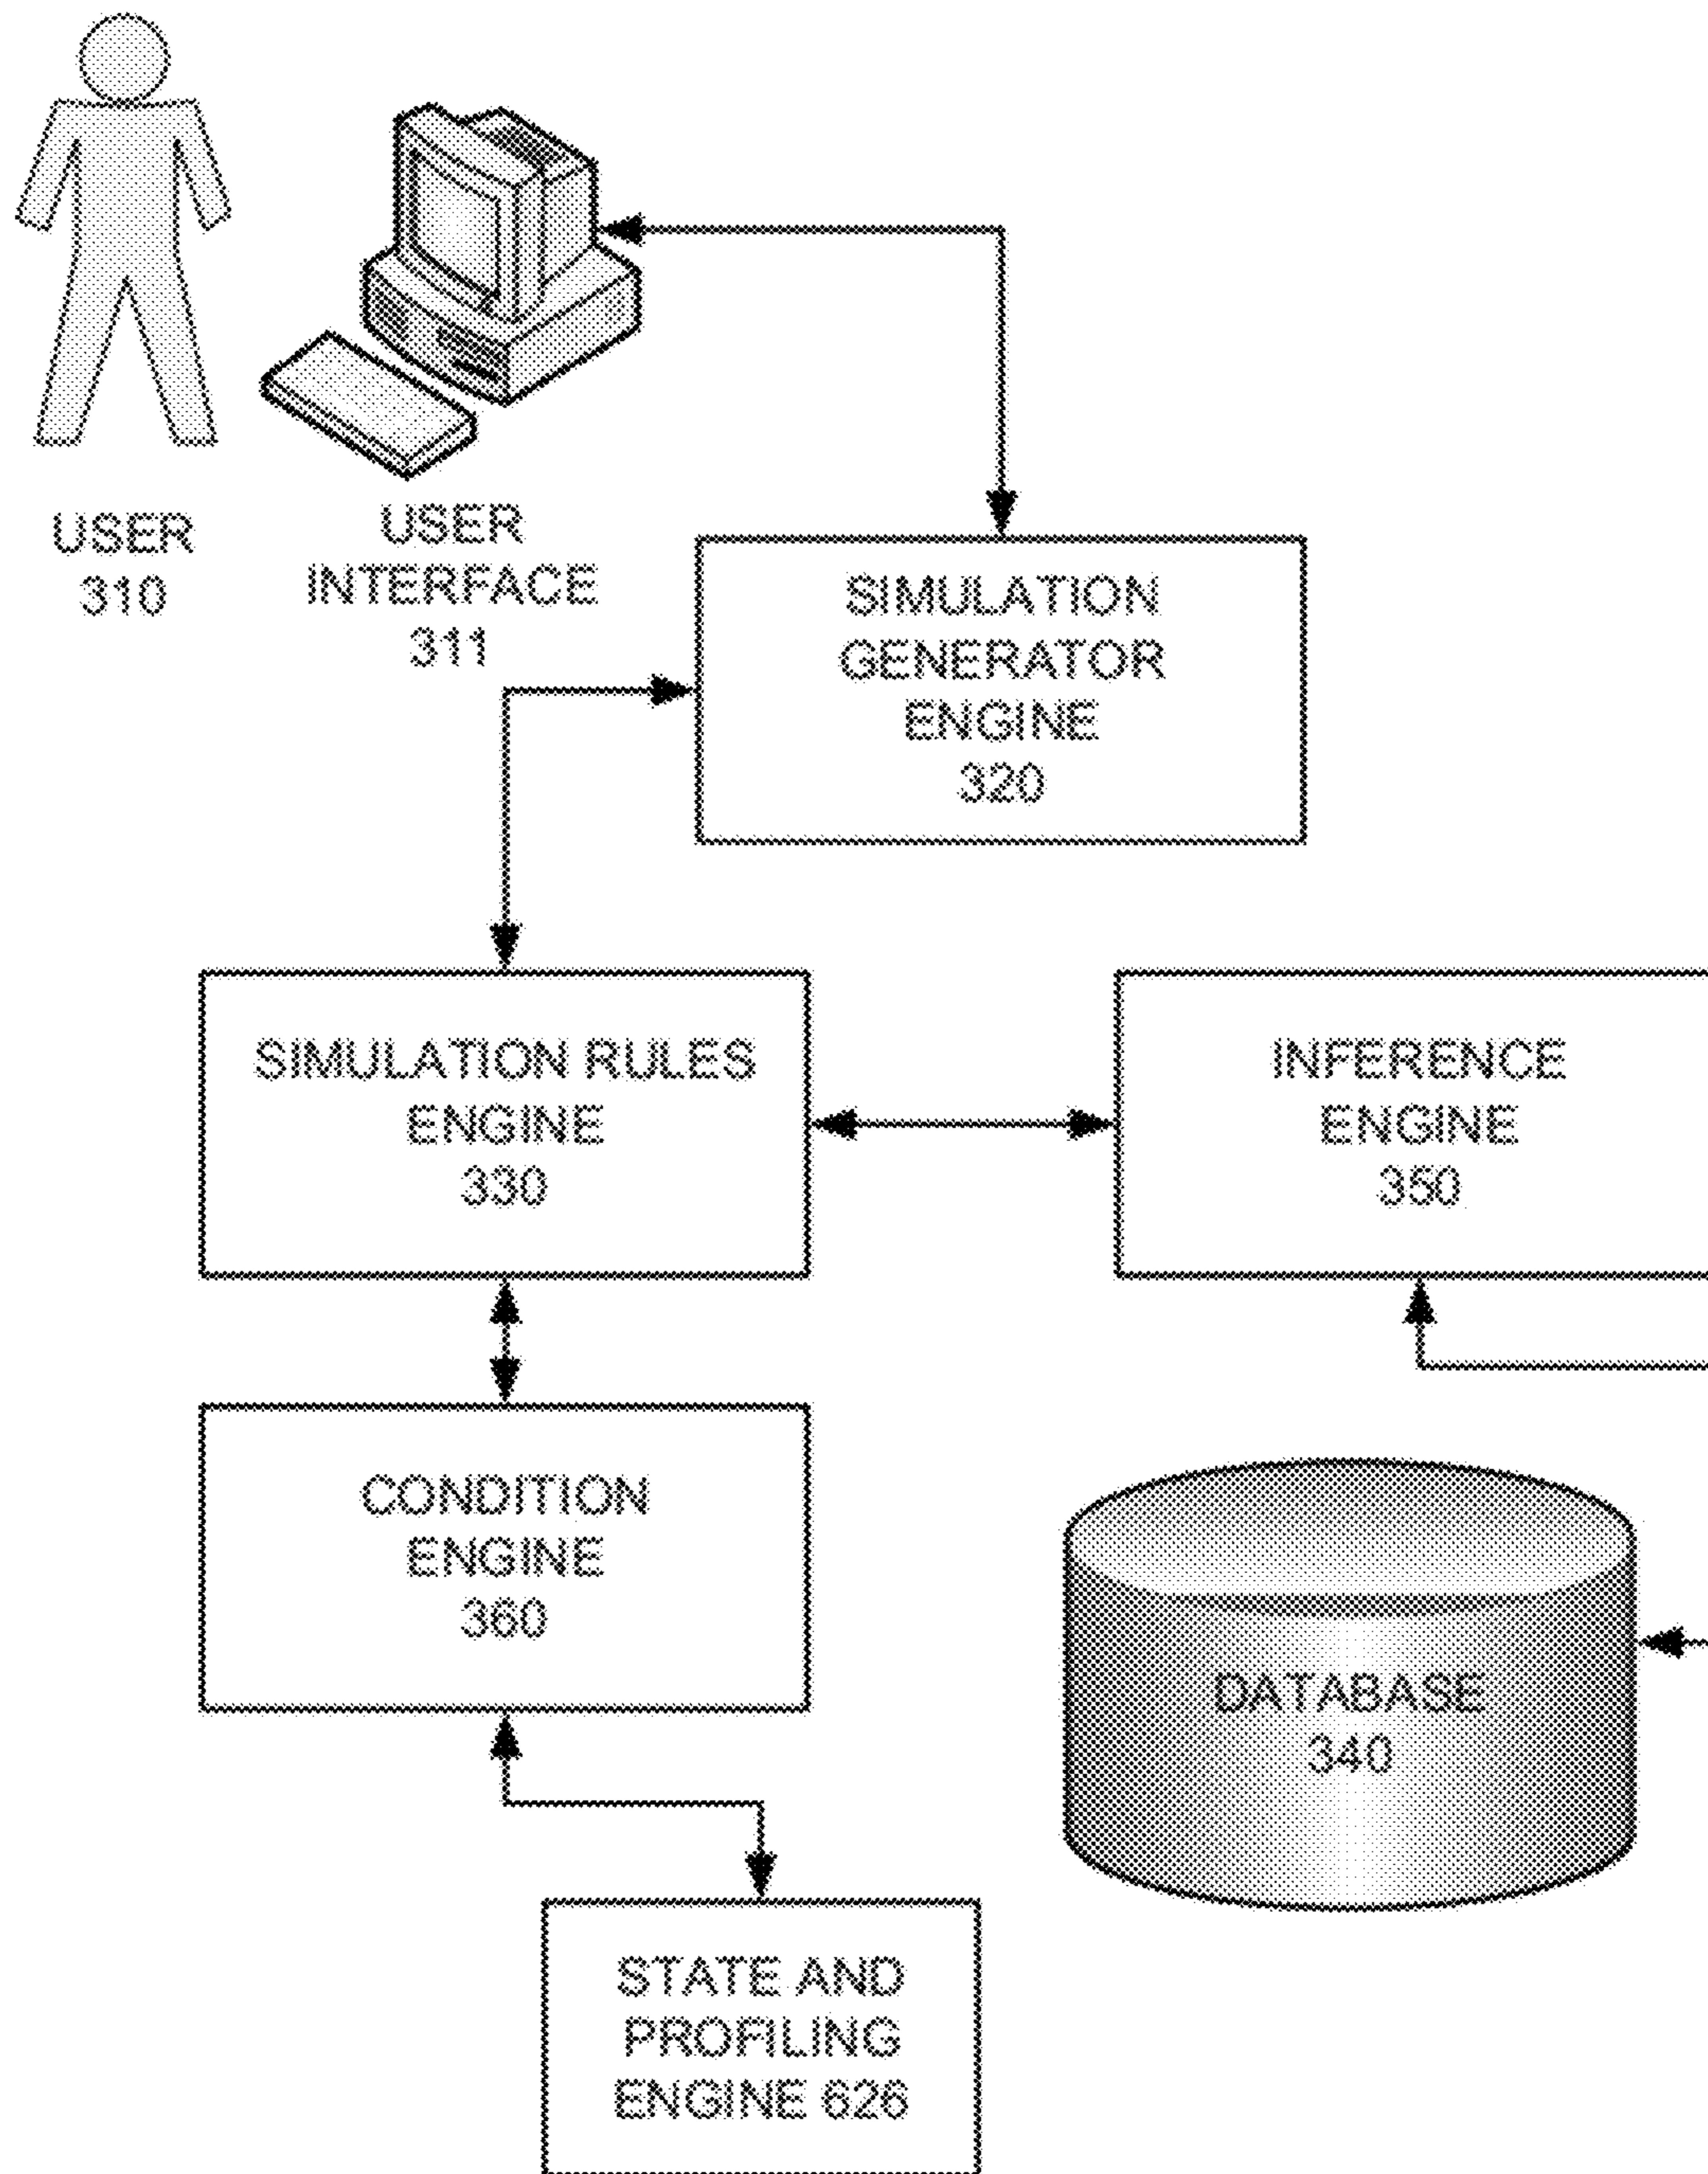 USER
310
USER
INTERFACE
311
SIMULATION
GENERATOR
ENGINE
320
SIMULATION RULES
ENGINE
330
INFERENCE
ENGINE
350
CONDITION
ENGINE
360
DATABASE
340
STATE AND
PROFILING
ENGINE 626